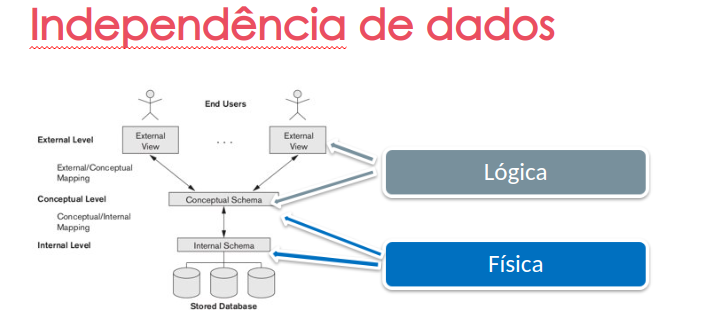 Independência de dados
End Users
External Level
External
View
. . .
External
View
External/Conceptual
Mapping
Lógica
Conceptual Level
Conceptual Schema
Conceptual/Internal
Mapping
Internal Level
Internal Schema
Física
Stored Database